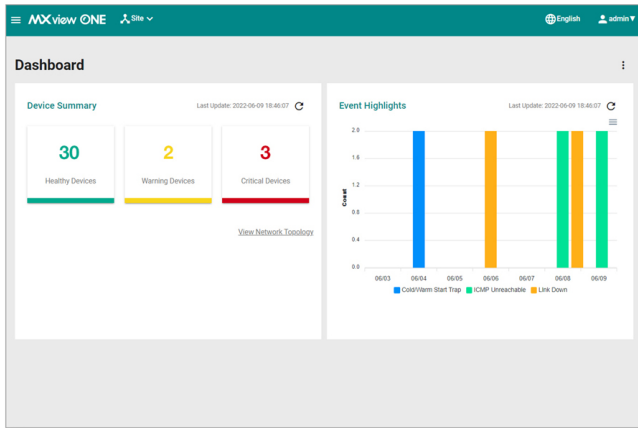 MXview ONE
Site
English
admin
Dashboard
Device Summary
Last Update: 2022-06-09 18:46:07
30
Healthy Devices
2
Warning Devices
3
Critical Devices
View Network Topology
Event Highlights
Last Update: 2022-06-09 18:46:07
Count
2.0
1.6
1.2
0.8
0.4
0.0
06/03 06/04 06/05 06/06 06/07 06/08 06/09
Cold/Warm Start Trap ICMP Unreachable Link Down